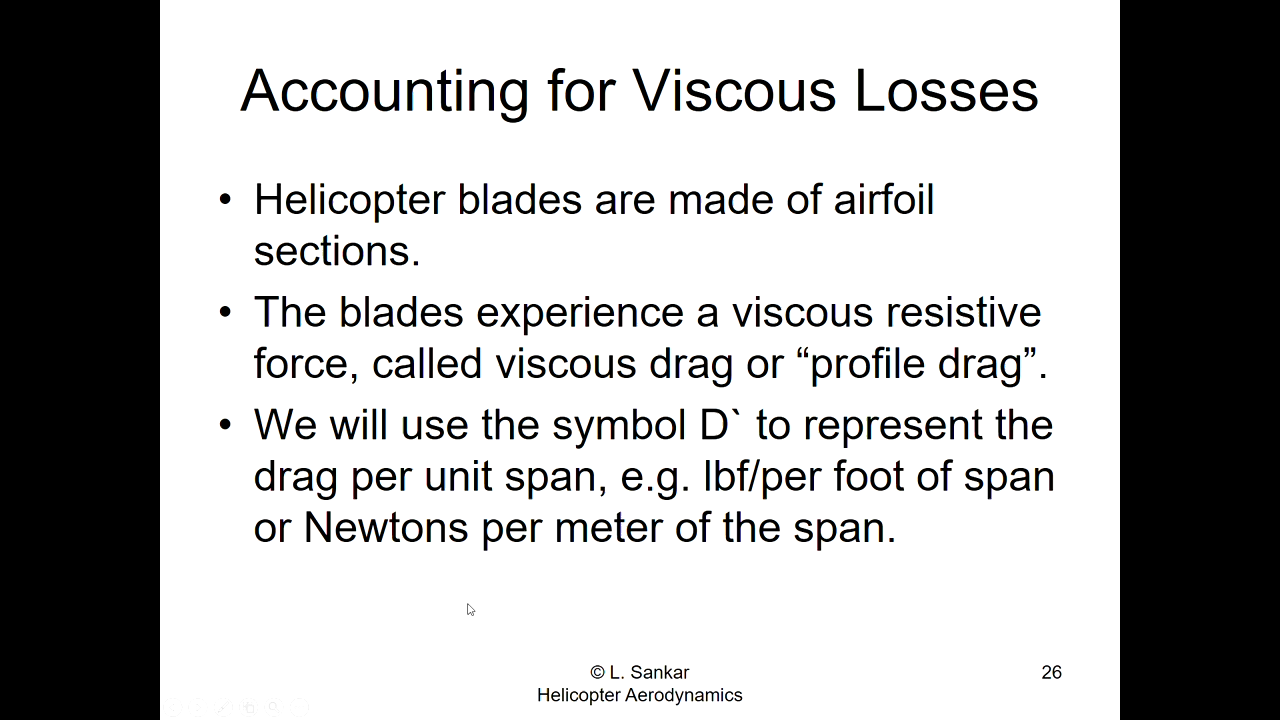 Accounting for Viscous Losses
• Helicopter blades are made of airfoil
sections.
• The blades experience a viscous resistive
force, called viscous drag or “profile drag”.
• We will use the symbol D` to represent the
drag per unit span, e.g. lbf/per foot of span
or Newtons per meter of the span.
© L. Sankar
Helicopter Aerodynamics
26